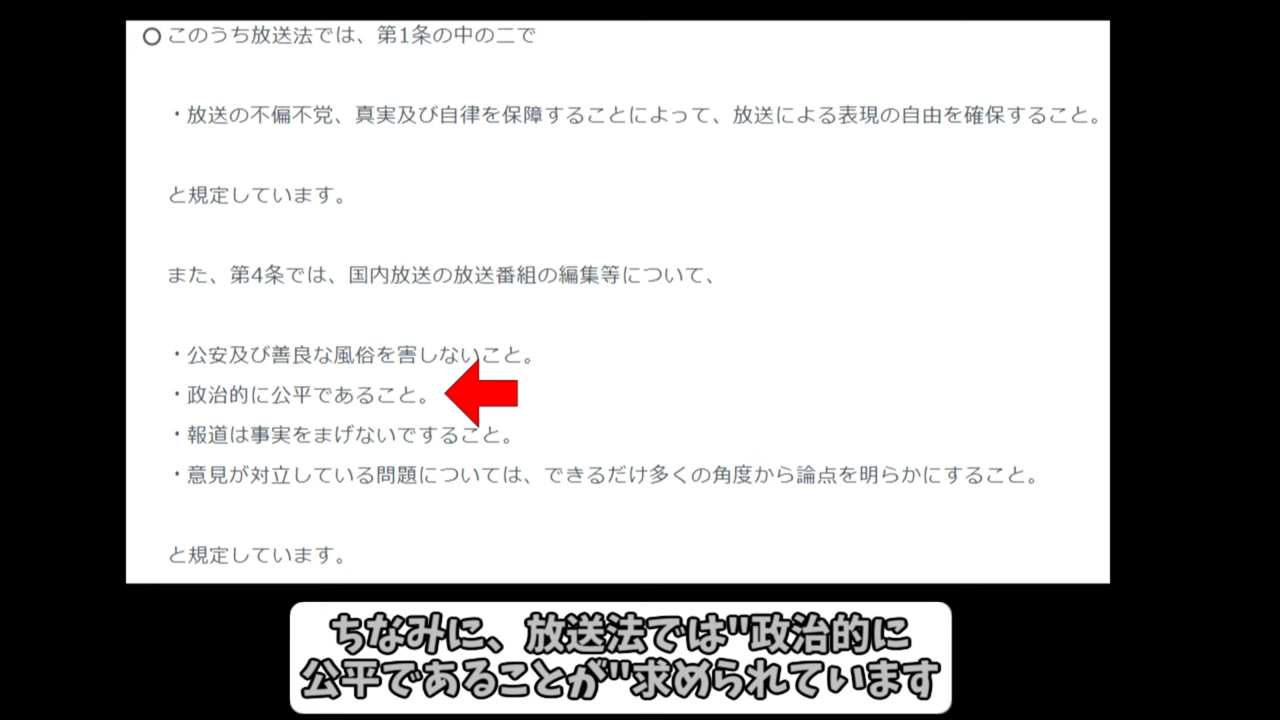 ○ このうち放送法では、第1条の中の二で
・放送の不偏不党、真実及び自律を保障することによって、放送による表現の自由を確保すること。
と規定しています。
また、第4条では、国内放送の放送番組の編集等について、
・公安及び善良な風俗を害しないこと。
・政治的に公平であること。
・報道は事実をまげないですること。
・意見が対立している問題については、できるだけ多くの角度から論点を明らかにすること。
と規定しています。
ちなみに、放送法では"政治的に
公平であることが"求められています